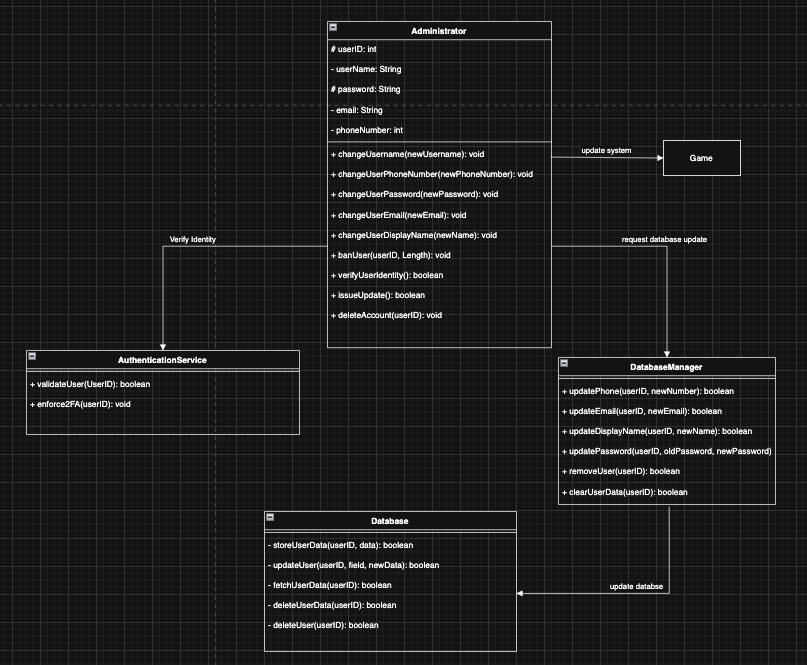 Administrator
# userID: int
- userName: String
# password: String
- email: String
- phoneNumber: int
+ changeUsername(newUsername): void
+ changeUserPhoneNumber(newPhoneNumber): void
+ changeUserPassword(newPassword): void
+ changeUserEmail(newEmail): void
+ changeUserDisplayName(newName): void
+ banUser(userID, Length): void
+ verifyUserIdentity(): boolean
+ issueUpdate(): boolean
+ deleteAccount(userID): void
update system
Game
Verify Identity
request database update
AuthenticationService
+ validateUser(UserID): boolean
+ enforce2FA(userID): void
DatabaseManager
+ updatePhone(userID, newNumber): boolean
+ updateEmail(userID, newEmail): boolean
+ updateDisplayName(userID, newName): boolean
+ updatePassword(userID, oldPassword, newPassword)
+ removeUser(userID): boolean
+ clearUserData(userID): boolean
Database
- storeUserData(userID, data): boolean
- updateUser(userID, field, newData): boolean
- fetchUserData(userID): boolean
- deleteUserData(userID): boolean
- deleteUser(userID): boolean
update databse